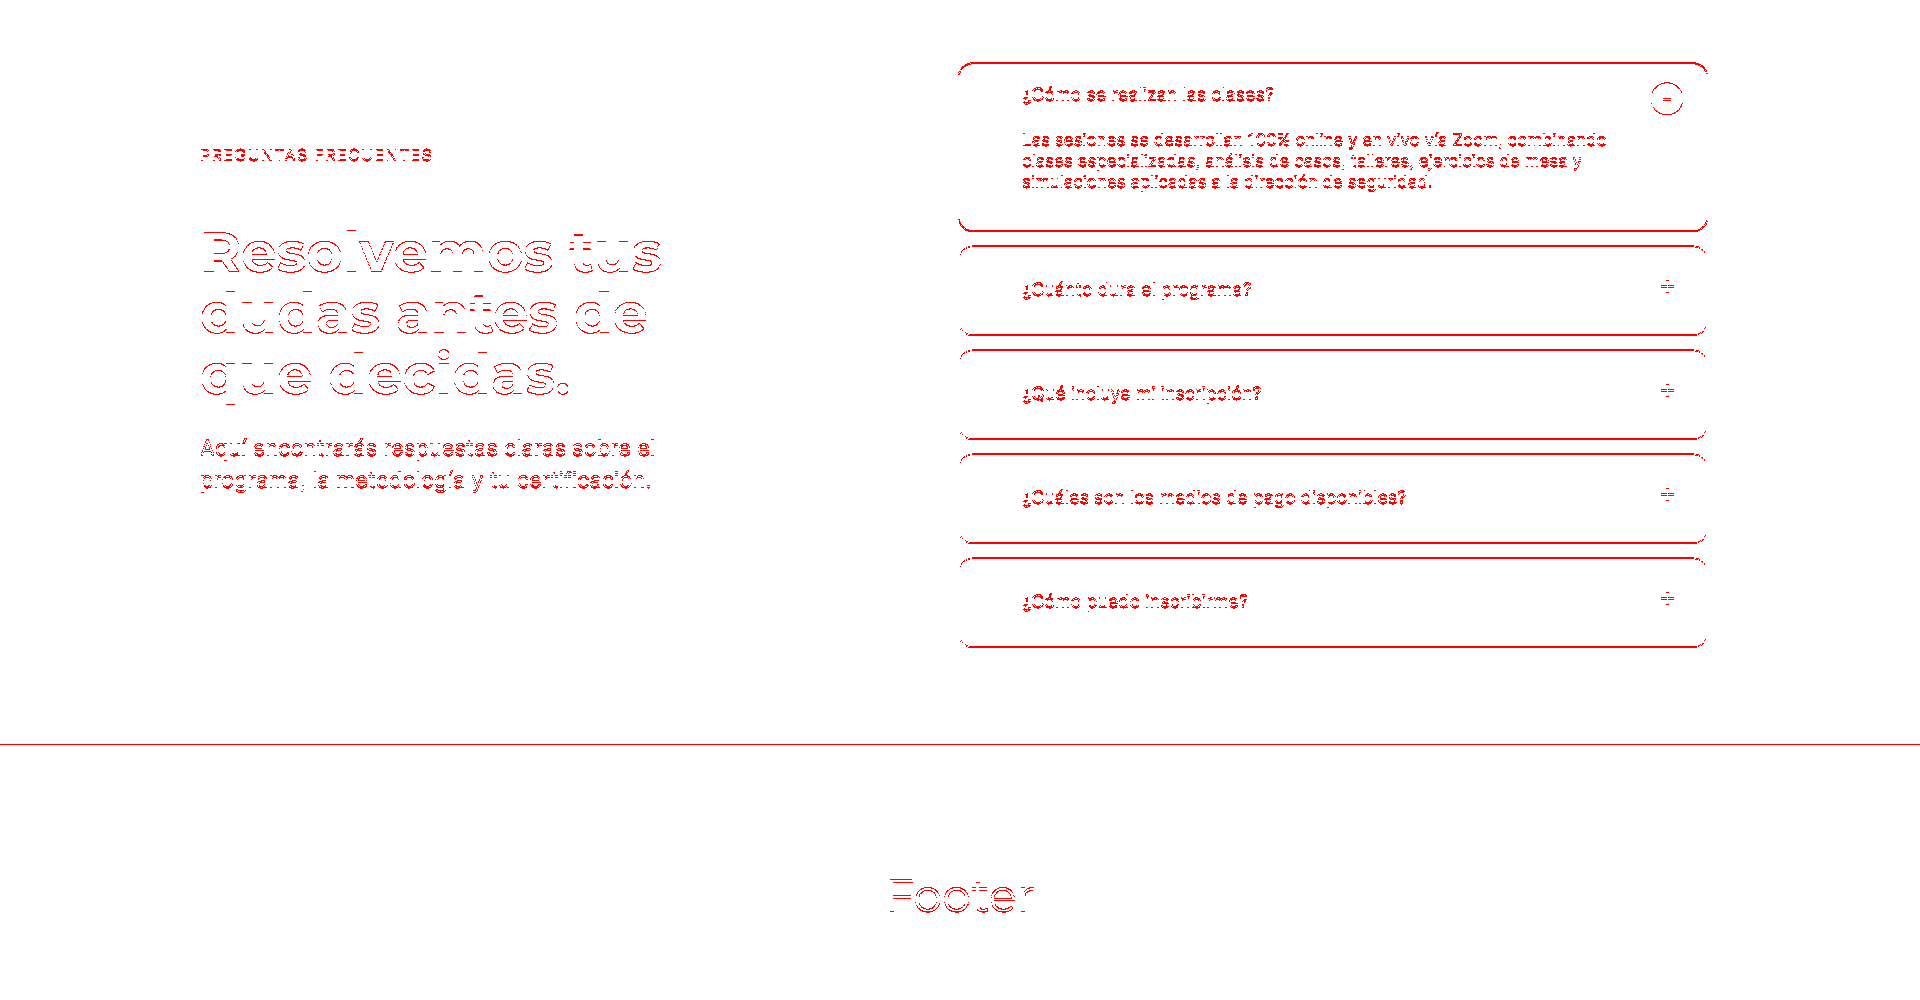 PREGUNTAS FRECUENTES
Resolvemos tus
dudas antes de
que decidas.
Aquí encontrarás respuestas claras sobre el
programa, la metodología y tu certificación.
¿Cómo se realizan las clases?
Las sesiones se desarrollan 100% online y en vivo vía Zoom, combinando
clases especializadas, análisis de casos, talleres, ejercicios de mesa y
simulaciones aplicadas a la dirección de seguridad.
¿Cuánto dura el programa?
¿Qué incluye mi inscripción?
¿Cuáles son los medios de pago disponibles?
¿Cómo puedo inscribirme?
Footer